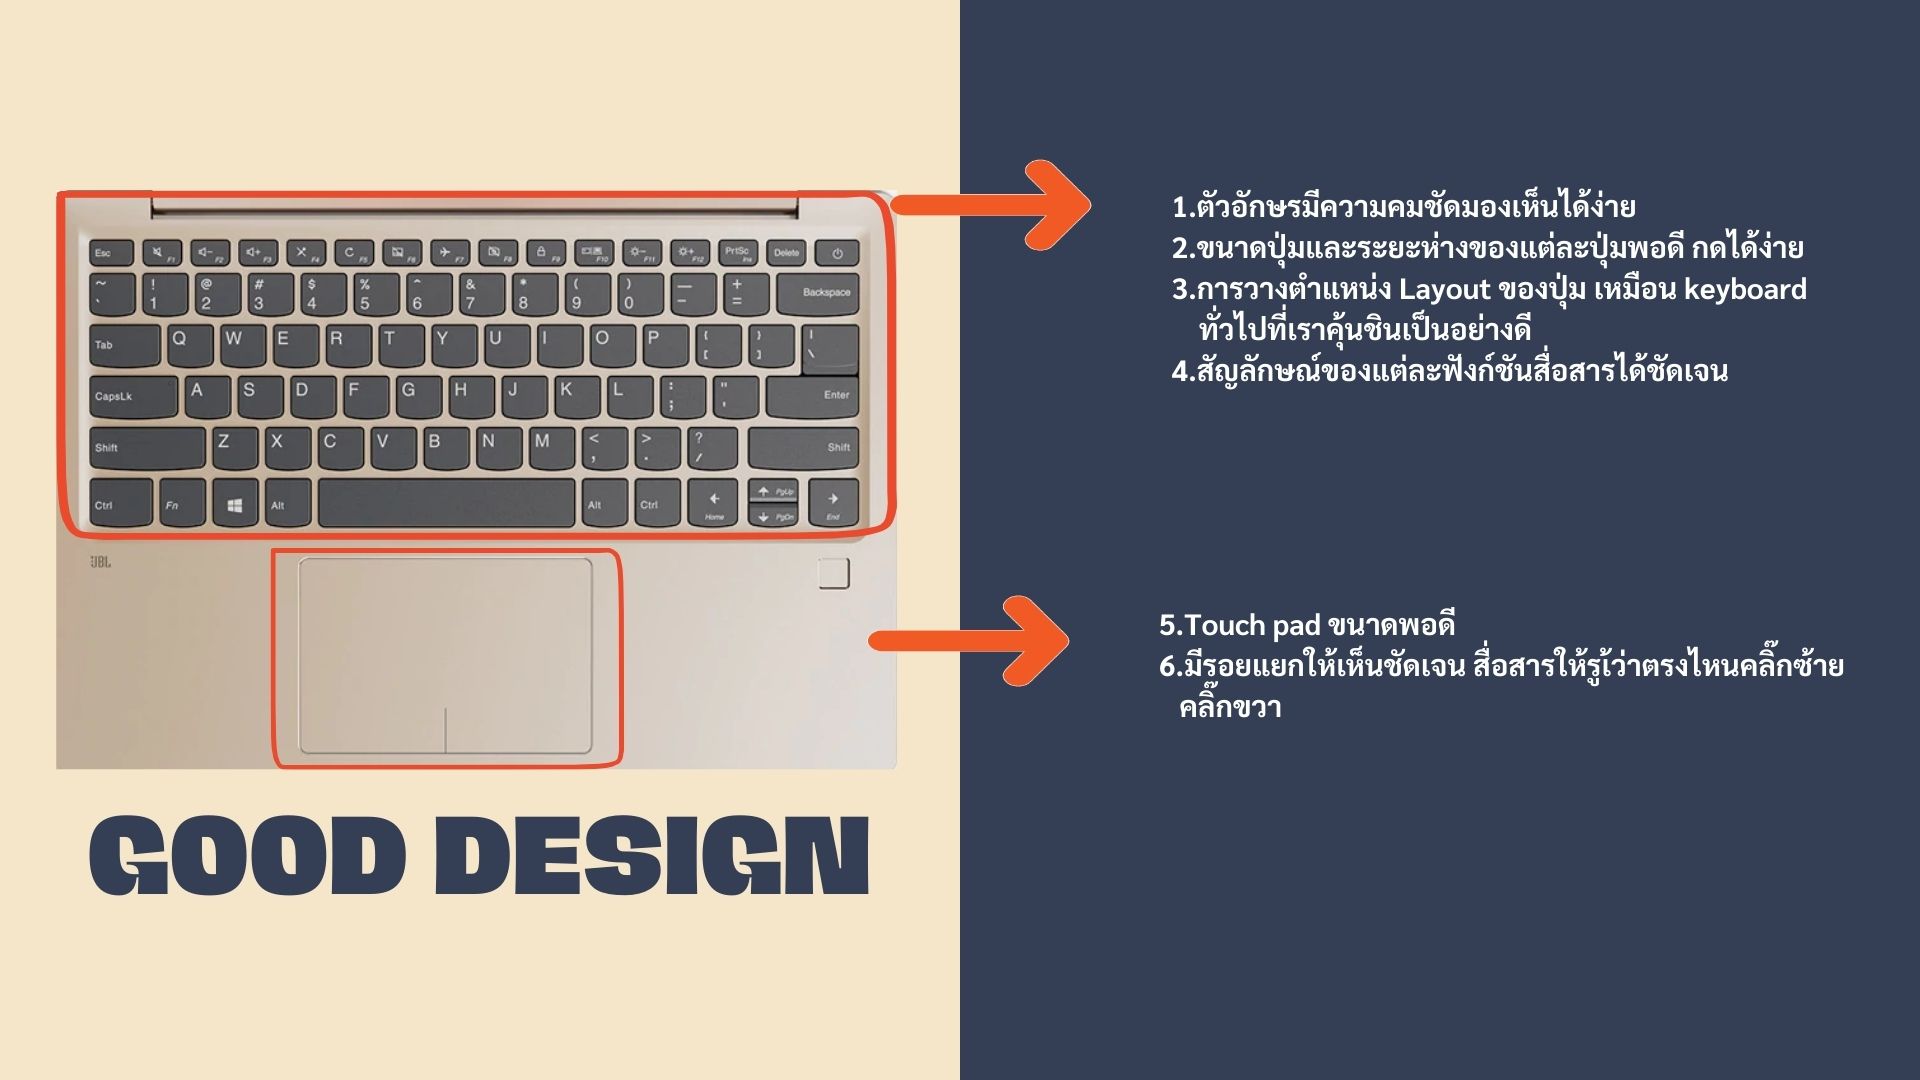 Esc F1 F2 F3 F4 F5 F6 F7 F8 F9 F10 F11 F12 PrtSc Ins Delete
~ ! @ # $ % ^ & * ( ) — +
` 1 2 3 4 5 6 7 8 9 0 - = Backspace
Tab Q W E R T Y U I O P { [ } ] | \
CapsLk A S D F G H J K L : ; " ' Enter
Shift Z X C V B N M < , > . ? / Shift
Ctrl Fn Alt Alt Ctrl Home PgUp PgDn End
JBL
GOOD DESIGN
1.ตัวอักษรมีความคมชัดมองเห็นได้ง่าย
2.ขนาดปุ่มและระยะห่างของแต่ละปุ่มพอดี กดได้ง่าย
3.การวางตำแหน่ง Layout ของปุ่ม เหมือน keyboard
ทั่วไปที่เราคุ้นชินเป็นอย่างดี
4.สัญลักษณ์ของแต่ละฟังก์ชันสื่อสารได้ชัดเจน
5.Touch pad ขนาดพอดี
6.มีรอยแยกให้เห็นชัดเจน สื่อสารให้รู้เว่าตรงไหนคลิ๊กซ้าย
คลิ๊กขวา